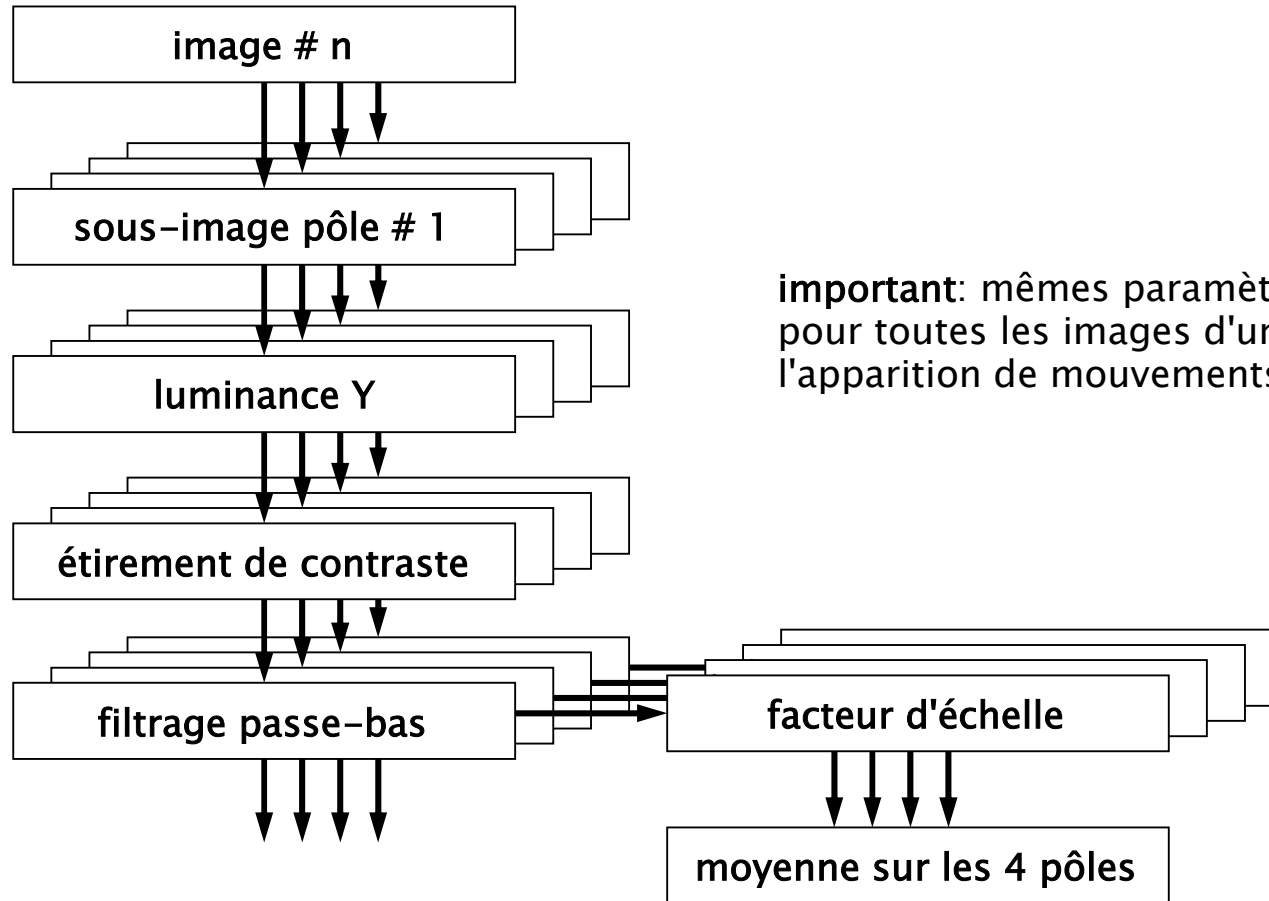 image # n
sous-image pôle # 1
important: mêmes
pour toutes les images
l'apparition de mouvements
luminance Y
étirement de contraste
filtrage passe-bas
facteur d'échelle
moyenne sur les 4 pôles